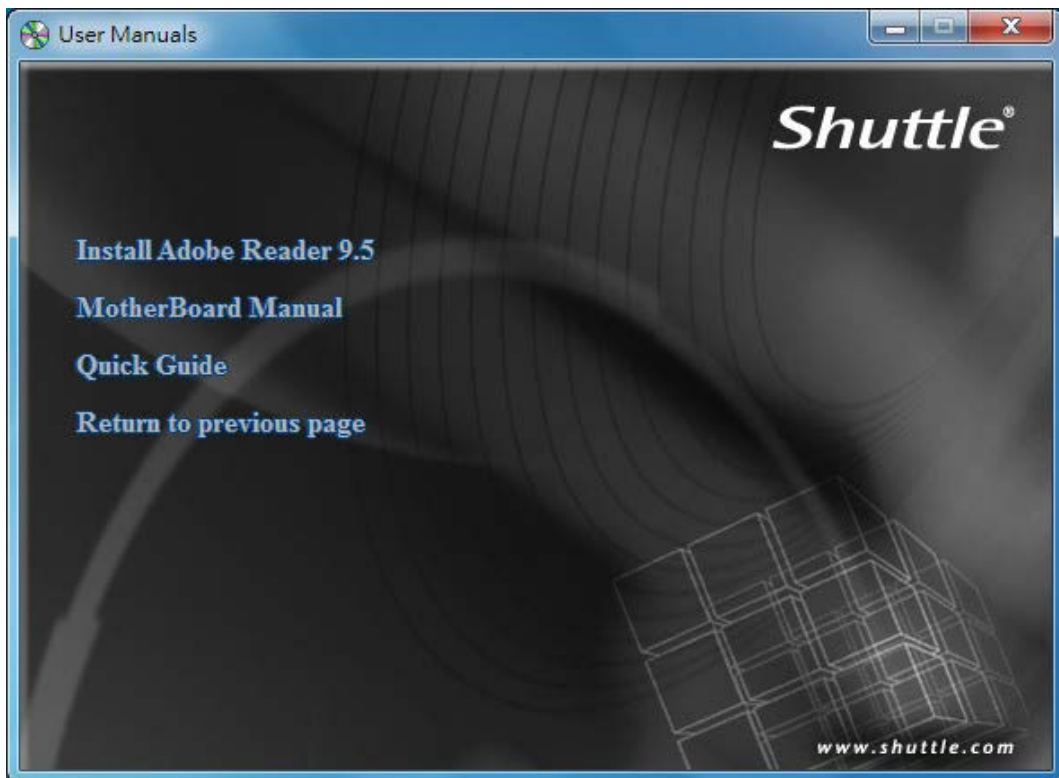 User Manuals
Shuttle®
Install Adobe Reader 9.5
MotherBoard Manual
Quick Guide
Return to previous page
www.shuttle.com